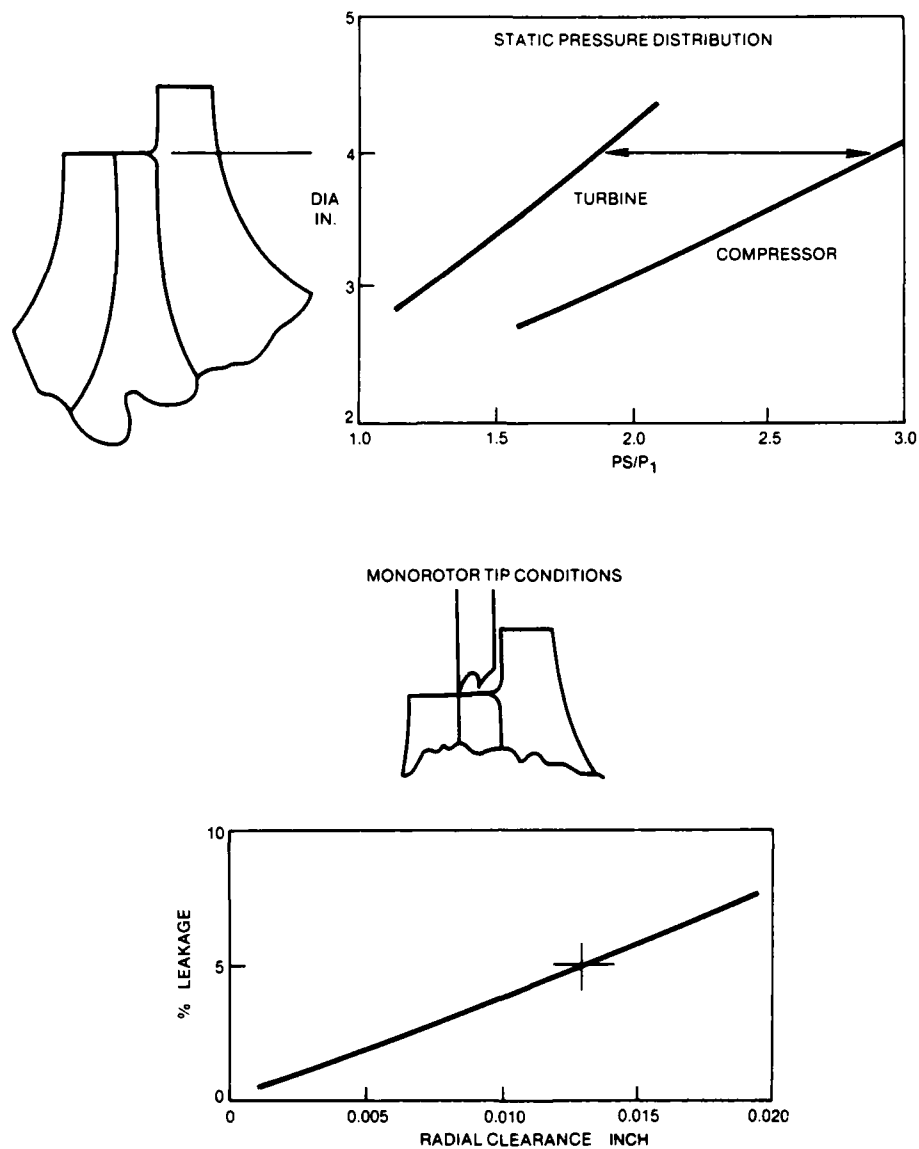 STATIC PRESSURE DISTRIBUTION
5
4
3
2
DIA
IN.
TURBINE
COMPRESSOR
1.0 1.5 2.0 2.5 3.0
PS/P1
MONOROTOR TIP CONDITIONS
10
5
0
% LEAKAGE
0 0.005 0.010 0.015 0.020
RADIAL CLEARANCE INCH